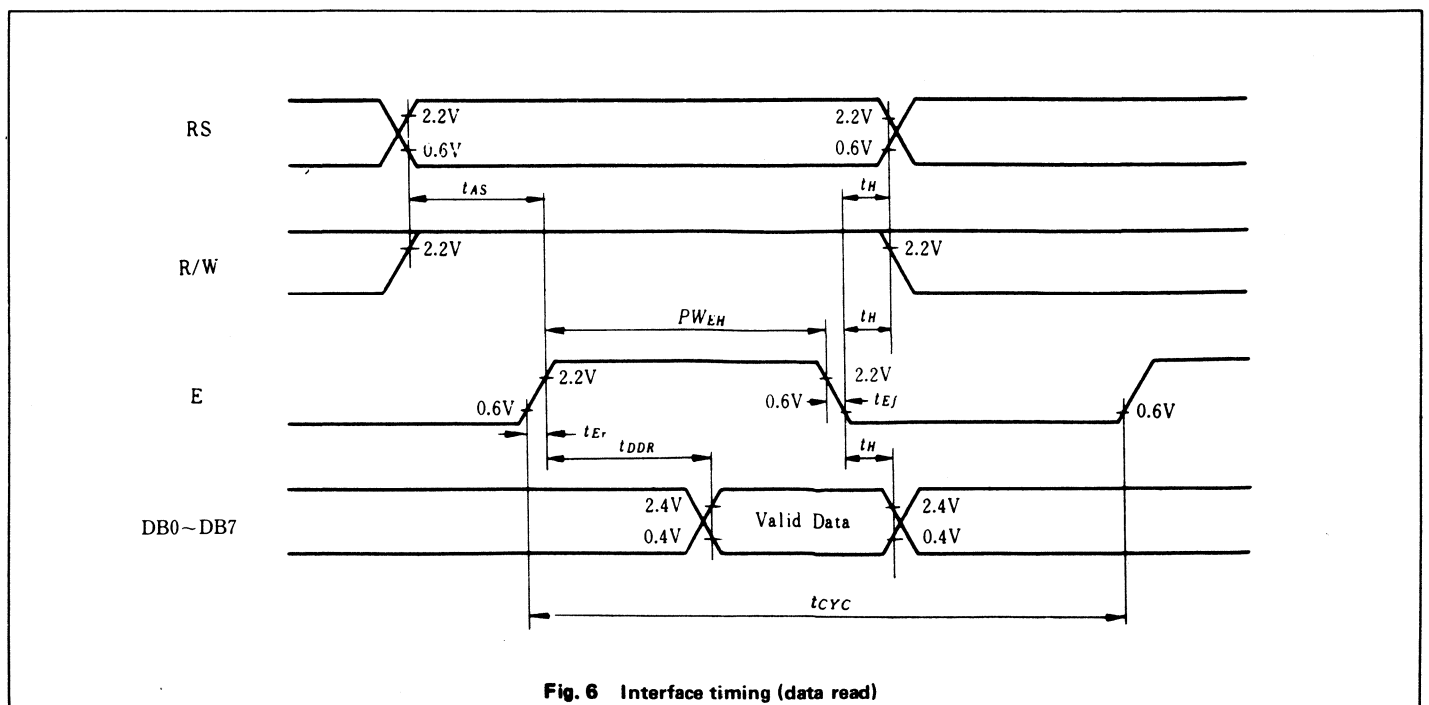 RS
2.2V
0.6V
2.2V
0.6V
tAS
tH
R/W
2.2V
2.2V
PWEH
tH
E
0.6V
2.2V
0.6V
2.2V
tEf
0.6V
tEr
tDDR
tH
DB0~DB7
2.4V
0.4V
Valid Data
2.4V
0.4V
tCYC
Fig. 6 Interface timing (data read)